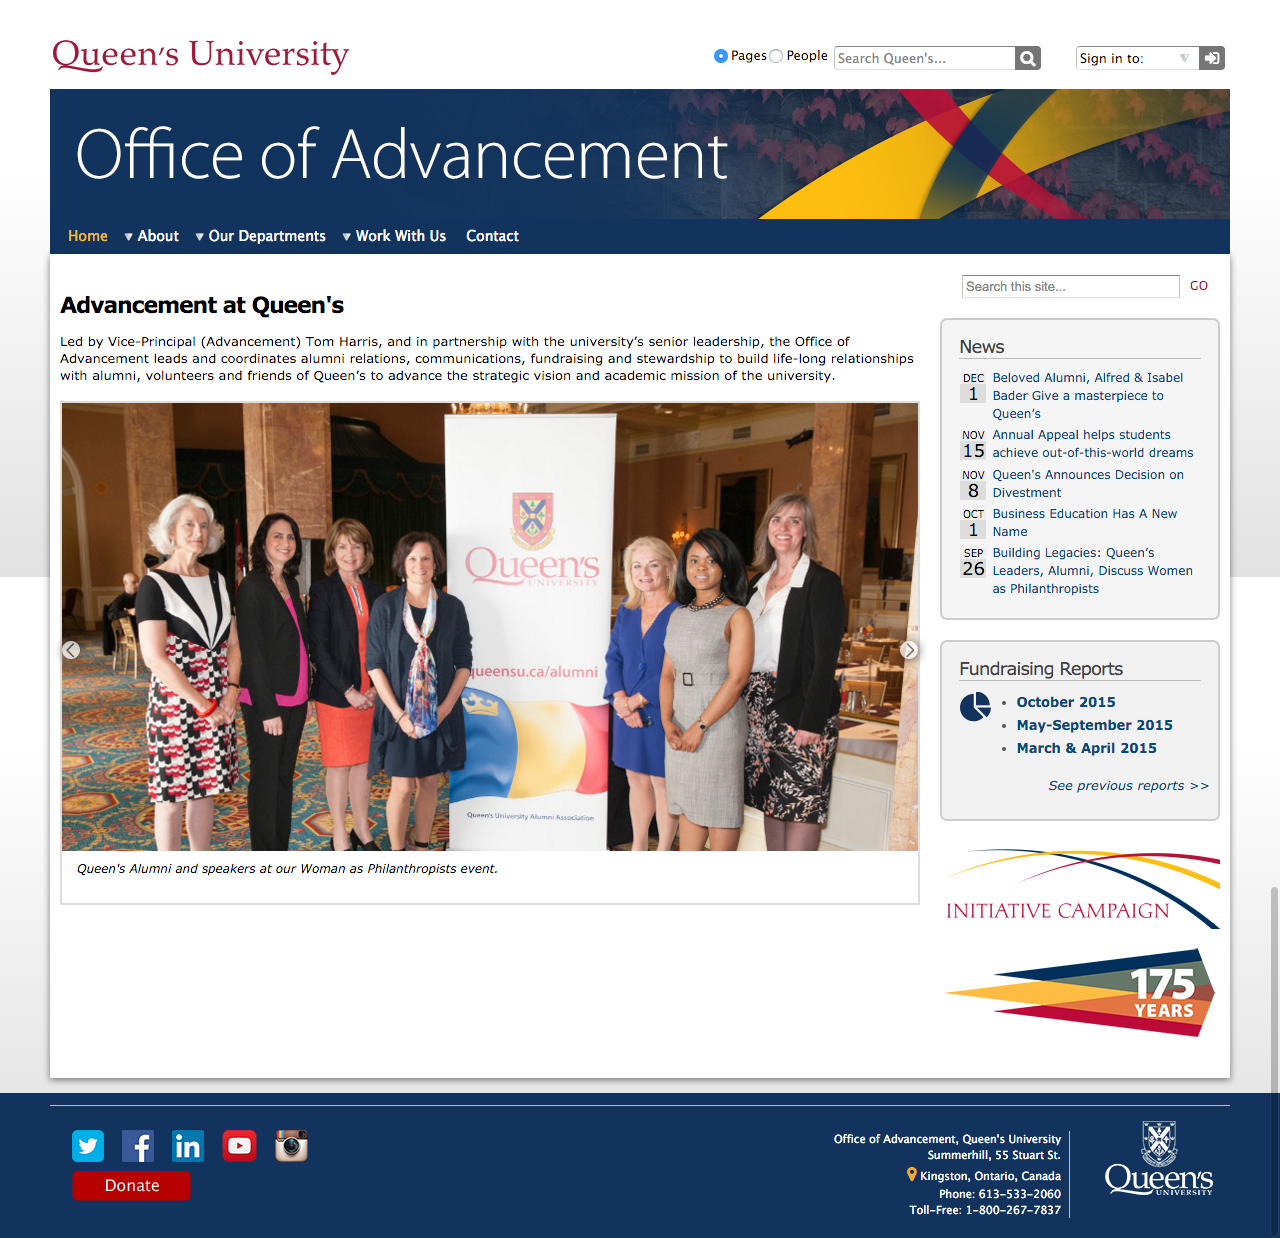 Queen's University
Pages People Search Queen's... Sign in to:
Office of Advancement
Home About Our Departments Work With Us Contact
Search this site... GO
Advancement at Queen's
Led by Vice-Principal (Advancement) Tom Harris, and in partnership with the university's senior leadership, the Office of
Advancement leads and coordinates alumni relations, communications, fundraising and stewardship to build life-long relationships
with alumni, volunteers and friends of Queen's to advance the strategic vision and academic mission of the university.
Queen's
UNIVERSITY
queensu.ca/alumni
Queen's University Alumni Association
Queen's Alumni and speakers at our Woman as Philanthropists event.
News
DEC
1
Beloved Alumni, Alfred & Isabel
Bader Give a masterpiece to
Queen's
NOV
15
Annual Appeal helps students
achieve out-of-this-world dreams
NOV
8
Queen's Announces Decision on
Divestment
OCT
1
Business Education Has A New
Name
SEP
26
Building Legacies: Queen's
Leaders, Alumni, Discuss Women
as Philanthropists
Fundraising Reports
• October 2015
• May-September 2015
• March & April 2015
See previous reports >>
INITIATIVE CAMPAIGN
175
YEARS
Donate
Office of Advancement, Queen's University
Summerhill, 55 Stuart St.
Kingston, Ontario, Canada
Phone: 613-533-2060
Toll-Free: 1-800-267-7837
Queen's
UNIVERSITY